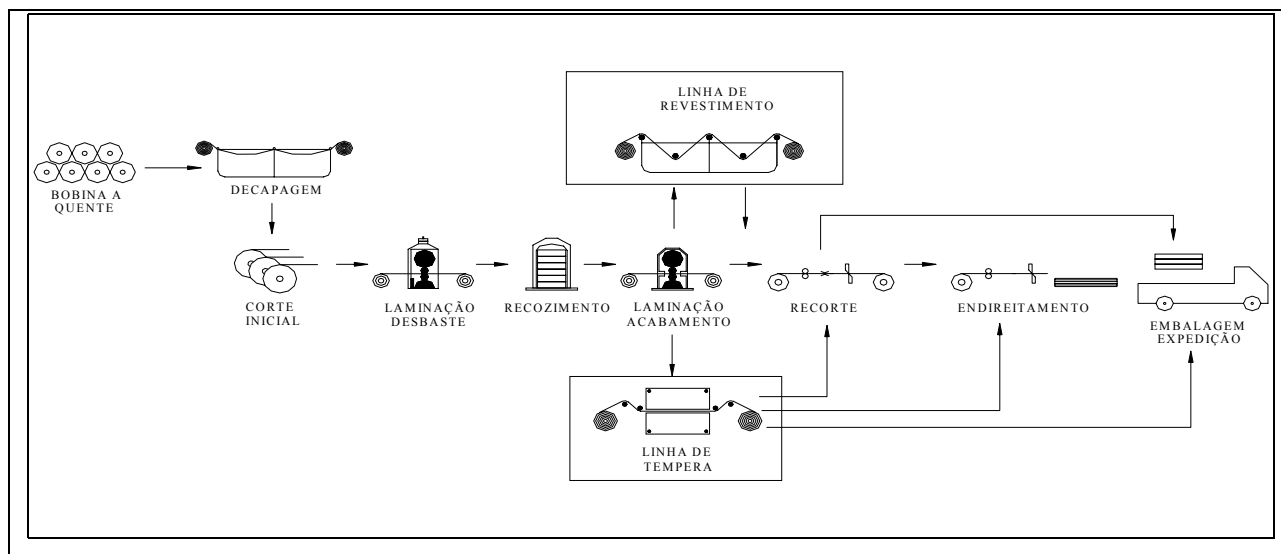 LINHA DE
REVESTIMENTO
BOBINA A
QUENTE
DECAPAGEM
CORTE
INICIAL
LAMINAÇÃO
DESBASTE
RECOZIMENTO
LAMINAÇÃO
ACABAMENTO
RECORTE
ENDIREITAMENTO
EMBALAGEM
EXPEDIÇÃO
LINHA DE
TEMPERA